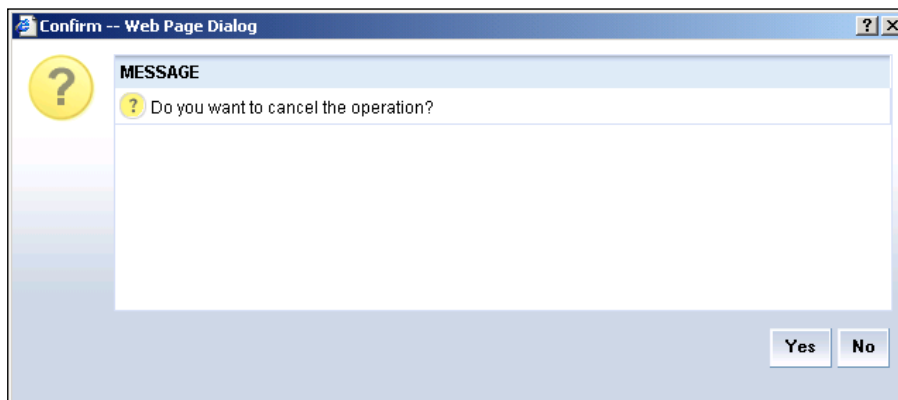 Confirm -- Web Page Dialog
MESSAGE
Do you want to cancel the operation?
Yes No